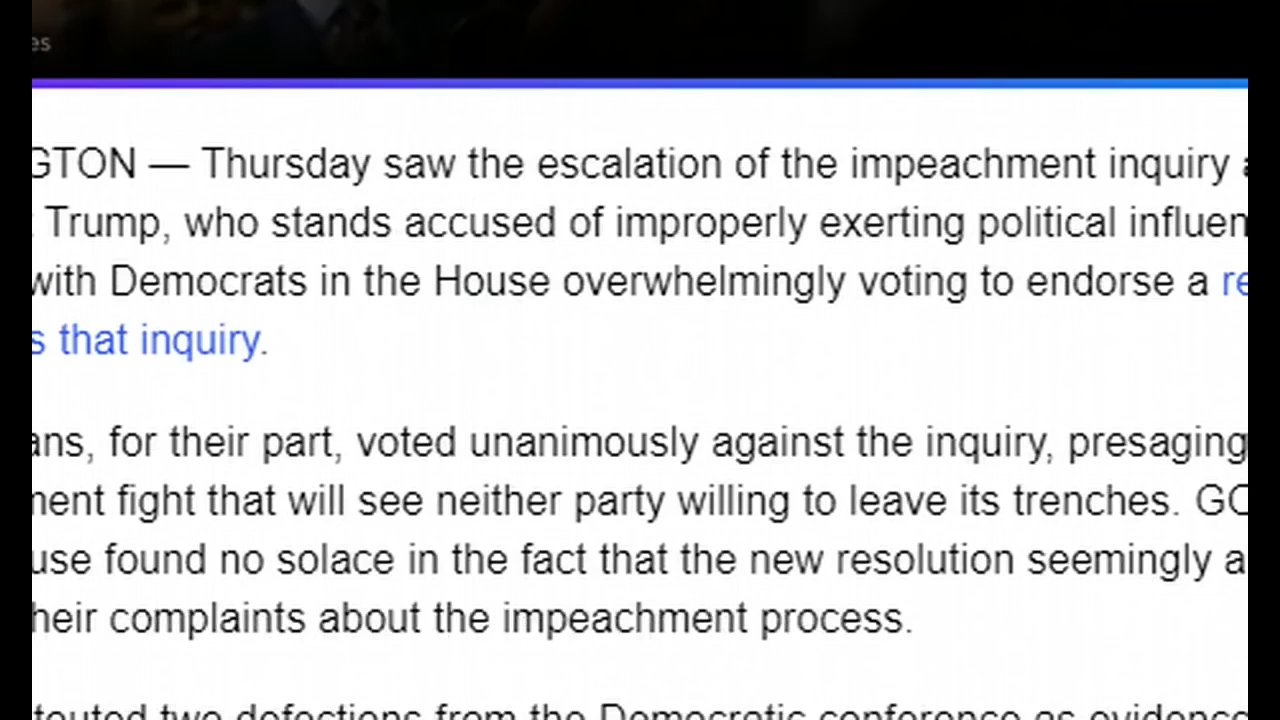 es
GTON — Thursday saw the escalation of the impeachment inquiry
Trump, who stands accused of improperly exerting political influen
with Democrats in the House overwhelmingly voting to endorse a re
s that inquiry.
ans, for their part, voted unanimously against the inquiry, presaging
ment fight that will see neither party willing to leave its trenches. GO
use found no solace in the fact that the new resolution seemingly a
heir complaints about the impeachment process.
touted two defections from the Democratic conference as evidence